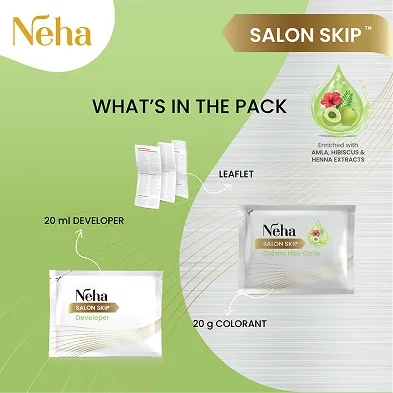 Neha
SALON SKIP™
WHAT'S IN THE PACK
Enriched with
AMLA, HIBISCUS &
HENNA EXTRACTS
LEAFLET
20 ml DEVELOPER
Neha
SALON SKIP
Crème Hair Color
Neha
SALON SKIP
Developer
20 g COLORANT